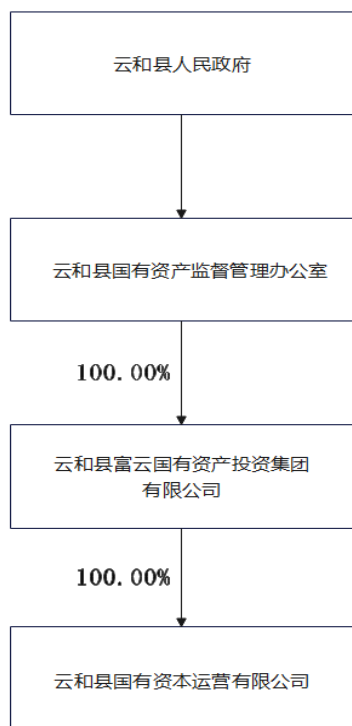 云和县人民政府
云和县国有资产监督管理办公室
100.00%
云和县富云国有资产投资集团
有限公司
100.00%
云和县国有资本运营有限公司